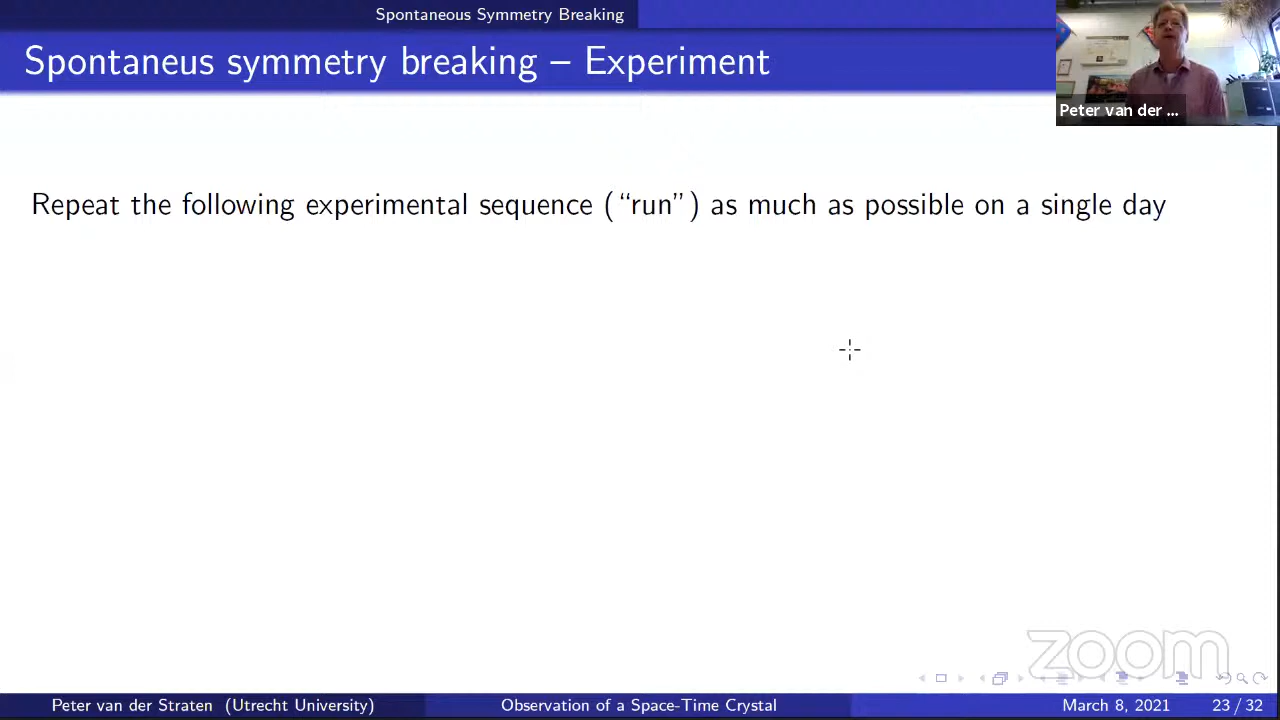 Spontaneous Symmetry Breaking
Spontaneus symmetry breaking – Experiment
Peter van der ...
Repeat the following experimental sequence (“run”) as much as possible on a single day
zoom
Peter van der Straten (Utrecht University) Observation of a Space-Time Crystal March 8, 2021 23 / 32